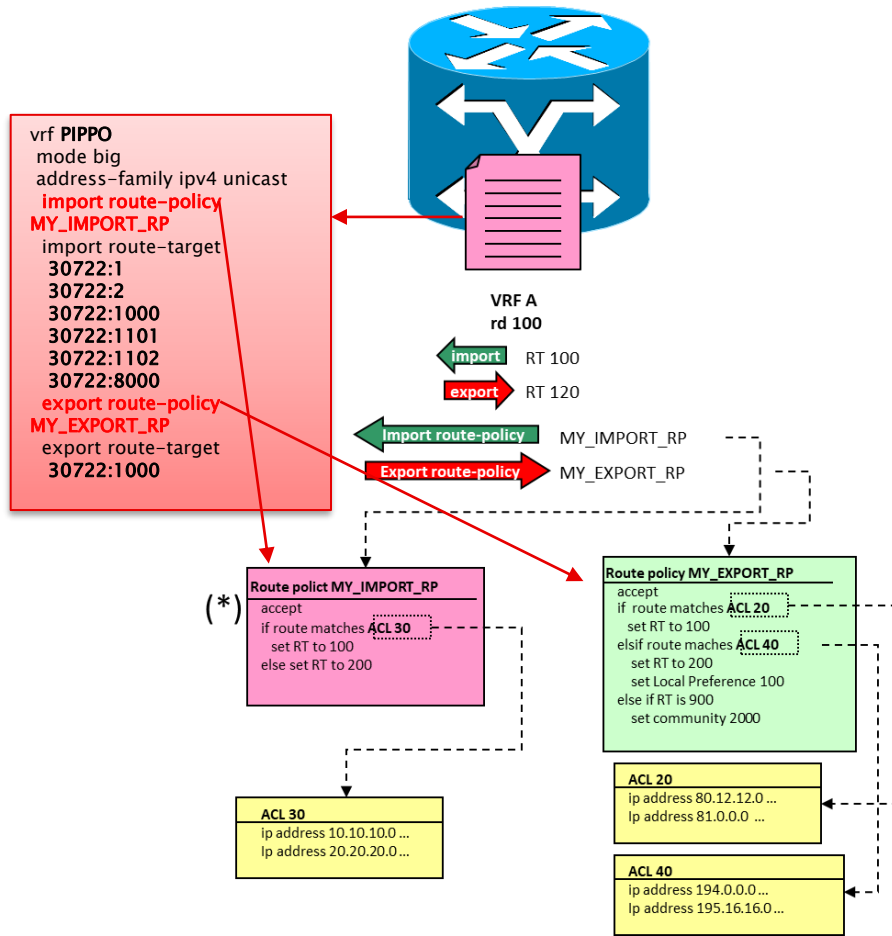 vrf PIPPO
mode big
address-family ipv4 unicast
import route-policy
MY_IMPORT_RP
import route-target
30722:1
30722:2
30722:1000
30722:1101
30722:1102
30722:8000
export route-policy
MY_EXPORT_RP
export route-target
30722:1000
VRF A
rd 100
import RT 100
export RT 120
Import route-policy MY_IMPORT_RP
Export route-policy MY_EXPORT_RP
(*)
Route polict MY_IMPORT_RP
accept
if route matches ACL 30
set RT to 100
else set RT to 200
Route policy MY_EXPORT_RP
accept
if route matches ACL 20
set RT to 100
elsif route maches ACL 40
set RT to 200
set Local Preference 100
else if RT is 900
set community 2000
ACL 30
ip address 10.10.10.0 ...
Ip address 20.20.20.0 ...
ACL 20
ip address 80.12.12.0 ...
Ip address 81.0.0.0 ...
ACL 40
ip address 194.0.0.0 ...
Ip address 195.16.16.0 ...